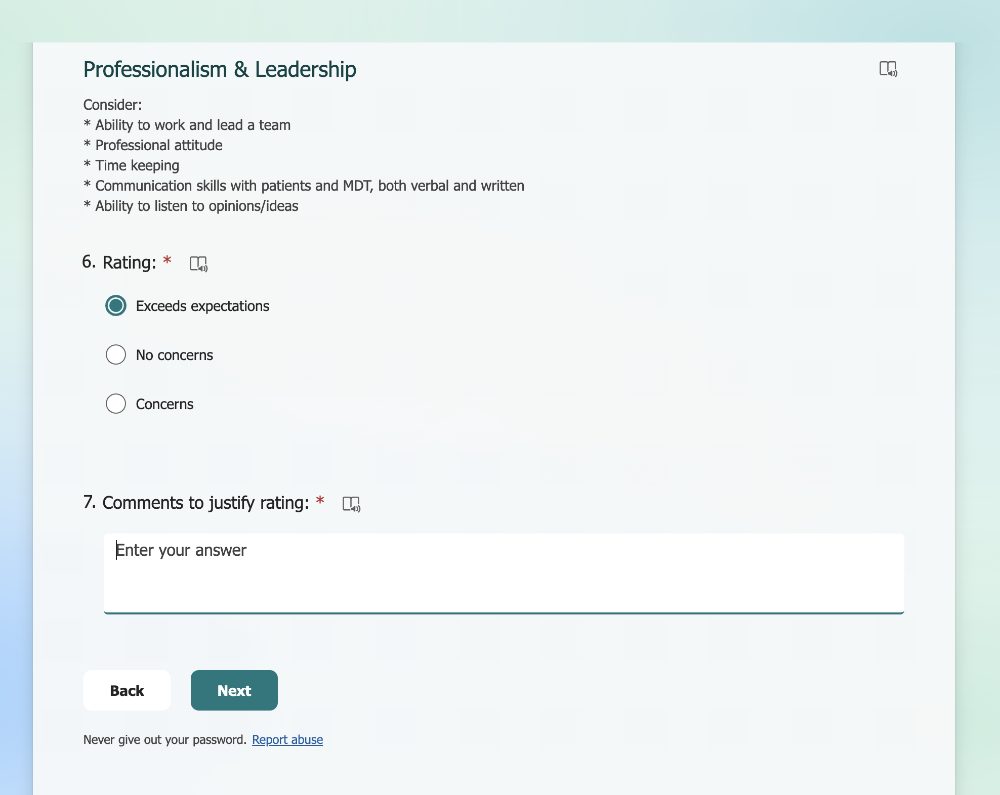 Professionalism & Leadership
Consider:
* Ability to work and lead a team
* Professional attitude
* Time keeping
* Communication skills with patients and MDT, both verbal and written
* Ability to listen to opinions/ideas
6. Rating: *
Exceeds expectations
No concerns
Concerns
7. Comments to justify rating: *
Enter your answer
Back
Next
Never give out your password. Report abuse